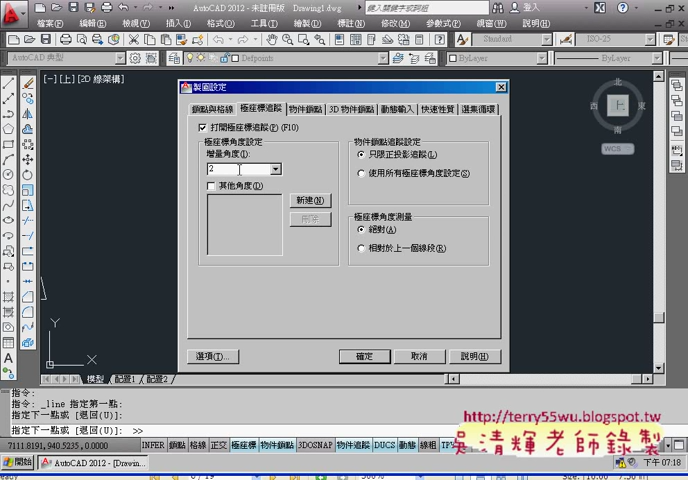 AutoCAD 2012 - 未註冊版 Drawing1.dwg
登入
檔案(F) 編輯(E) 檢視(V) 插入(I) 格式(O) 工具(T) 繪製(D) 標註(N) 修改(M) 參數式(P) 視窗(W) 說明(H)
Standard ISO-25
AutoCAD 典型 Defpoints ByLayer ByLayer
[-] [上] [2D 線架構]
北
西 上 東
南
WCS
製圖設定
鎖點與格線 極座標追蹤 物件鎖點 3D 物件鎖點 動態輸入 快速性質 選集循環
打開極座標追蹤(P) (F10)
極座標角度設定
增量角度(I):
2
其他角度(D)
新建(N)
刪除
物件鎖點追蹤設定
只限正投影追蹤(L)
使用所有極座標角度設定(S)
極座標角度測量
絕對(A)
相對於上一個線段(R)
選項(T)... 確定 取消 說明(H)
Y
X
模型 配置1 配置2
指令:
指令: _line 指定第一點:
指定下一點或 [退回(U)]:
指定下一點或 [退回(U)]: >>
http://terry55wu.blogspot.tw
吳清輝老師錄製
7111.8191, 940.5235, 0.0000 INFER 鎖點 格線 正交 極座標 物件鎖點 3DOSNAP 物件追蹤 DUCS 動態 線粗
開始 AutoCAD 2012 - [Drawin... 下午 07:18